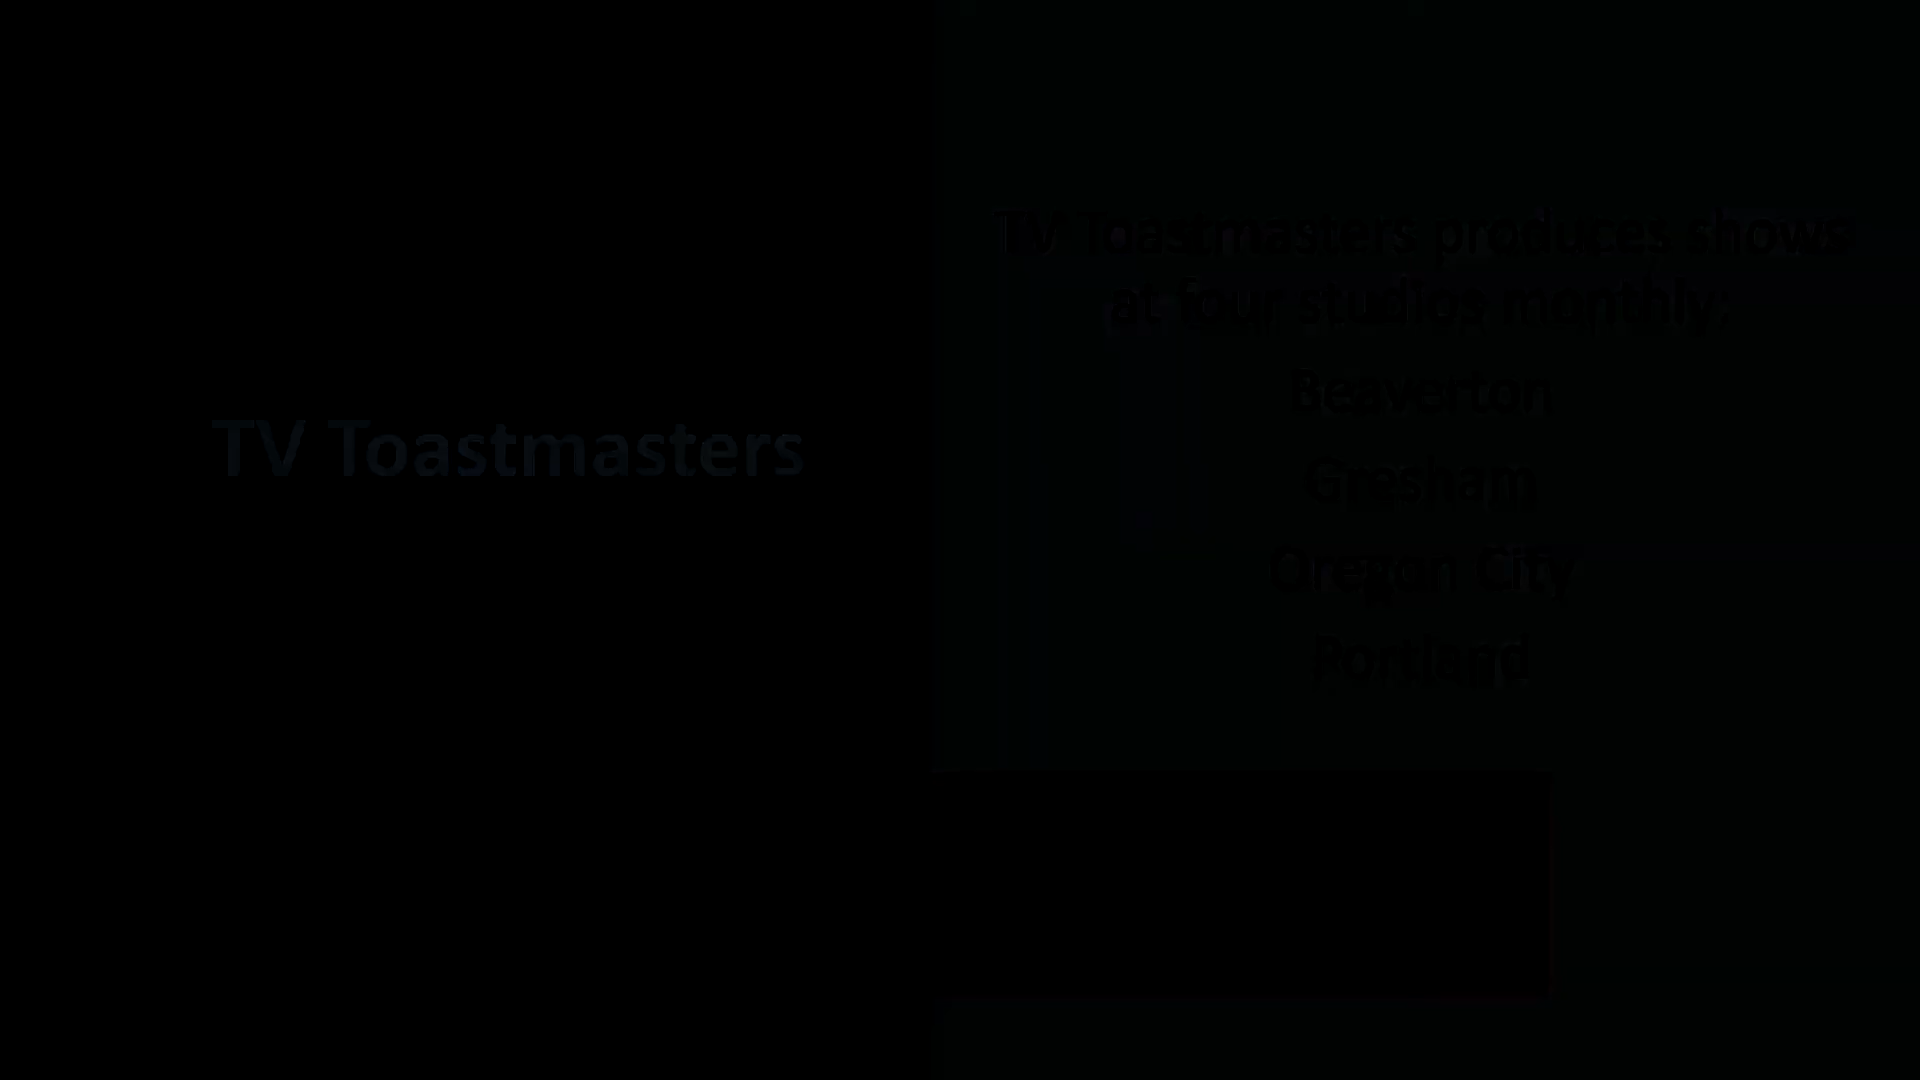 TV Toastmasters
TV Toastmasters produces shows
at four studios monthly:
Beaverton
Gresham
Oregon City
Portland